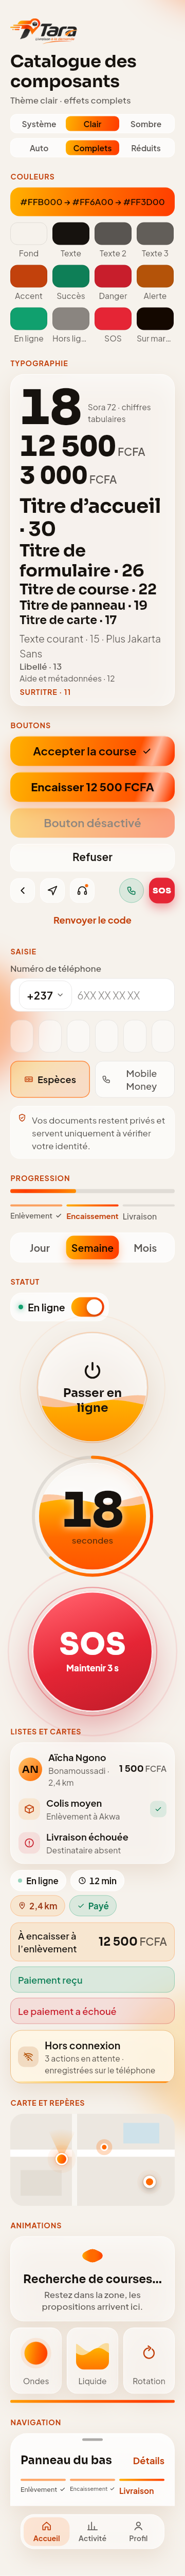 Tara
Catalogue des
composants
Thème clair · effets complets
Système Clair Sombre
Auto Complets Réduits
COULEURS
#FFB000 → #FF6A00 → #FF3D00
Fond Texte Texte 2 Texte 3
Accent Succès Danger Alerte
En ligne Hors lig... SOS Sur mar...
TYPOGRAPHIE
18 Sora 72 · chiffres
tabulaires
12 500 FCFA
3 000 FCFA
Titre d’accueil
· 30
Titre de
formulaire · 26
Titre de course · 22
Titre de panneau · 19
Titre de carte · 17
Texte courant · 15 · Plus Jakarta
Sans
Libellé · 13
Aide et métadonnées · 12
SURTITRE · 11
BOUTONS
Accepter la course
Encaisser 12 500 FCFA
Bouton désactivé
Refuser
SOS
Renvoyer le code
SAISIE
Numéro de téléphone
+237 6XX XX XX XX
Espèces
Mobile
Money
Vos documents restent privés et
servent uniquement à vérifier
votre identité.
PROGRESSION
Enlèvement Encaissement Livraison
Jour Semaine Mois
STATUT
En ligne
Passer en
ligne
18
secondes
SOS
Maintenir 3 s
LISTES ET CARTES
AN
Aïcha Ngono
Bonamoussadi ·
2,4 km
1 500 FCFA
Colis moyen
Enlèvement à Akwa
Livraison échouée
Destinataire absent
En ligne 12 min
2,4 km Payé
À encaisser à
l’enlèvement
12 500 FCFA
Paiement reçu
Le paiement a échoué
Hors connexion
3 actions en attente ·
enregistrées sur le téléphone
CARTE ET REPÈRES
ANIMATIONS
Recherche de courses…
Restez dans la zone, les
propositions arrivent ici.
Ondes Liquide Rotation
NAVIGATION
Panneau du bas Détails
Enlèvement Encaissement Livraison
Accueil Activité Profil